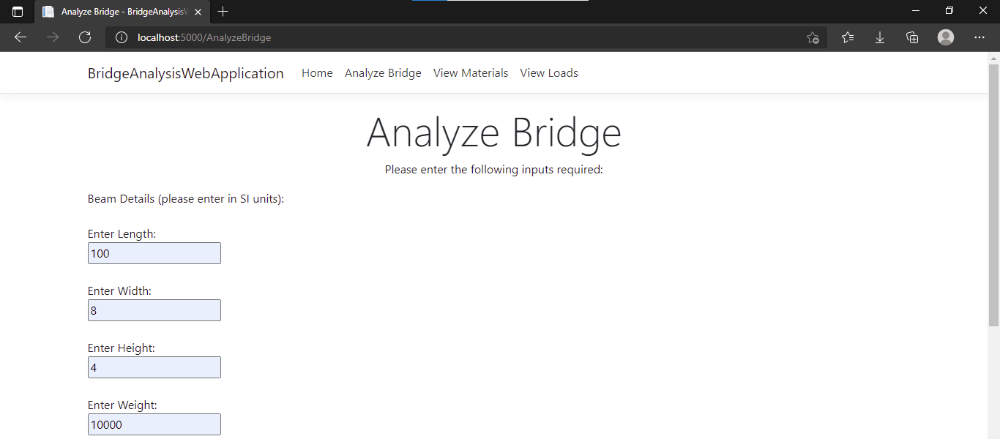 Analyze Bridge - BridgeAnalysisW
localhost:5000/AnalyzeBridge
BridgeAnalysisWebApplication Home Analyze Bridge View Materials View Loads
Analyze Bridge
Please enter the following inputs required:
Beam Details (please enter in SI units):
Enter Length:
100
Enter Width:
8
Enter Height:
4
Enter Weight:
10000